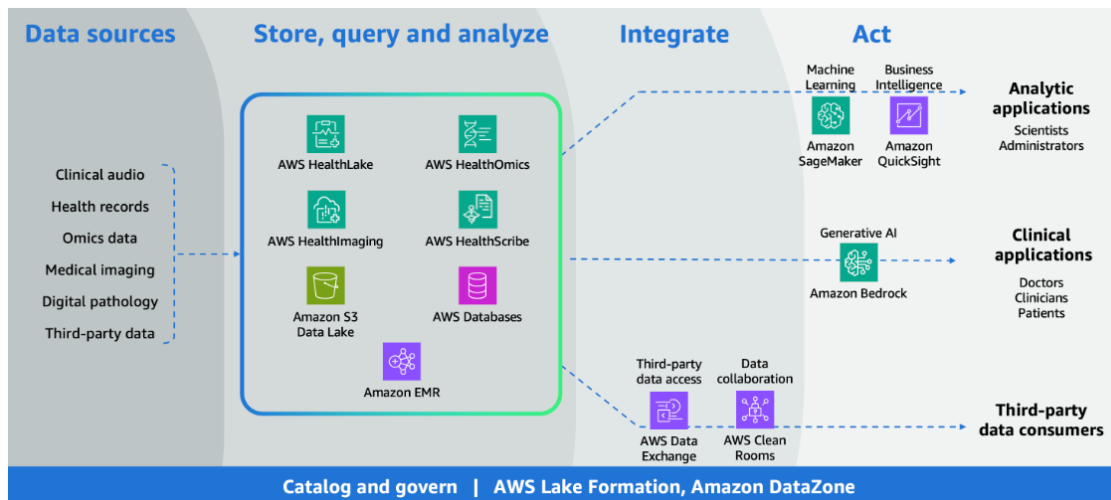 Data sources
Store, query and analyze
Integrate
Act
Clinical audio
Health records
Omics data
Medical imaging
Digital pathology
Third-party data
AWS HealthLake
AWS HealthOmics
AWS HealthImaging
AWS HealthScribe
Amazon S3
Data Lake
AWS Databases
Amazon EMR
Third-party
data access
AWS Data
Exchange
Data
collaboration
AWS Clean
Rooms
Machine
Learning
Amazon
SageMaker
Business
Intelligence
Amazon
QuickSight
Analytic
applications
Scientists
Administrators
Generative AI
Amazon Bedrock
Clinical
applications
Doctors
Clinicians
Patients
Third-party
data consumers
Catalog and govern | AWS Lake Formation, Amazon DataZone